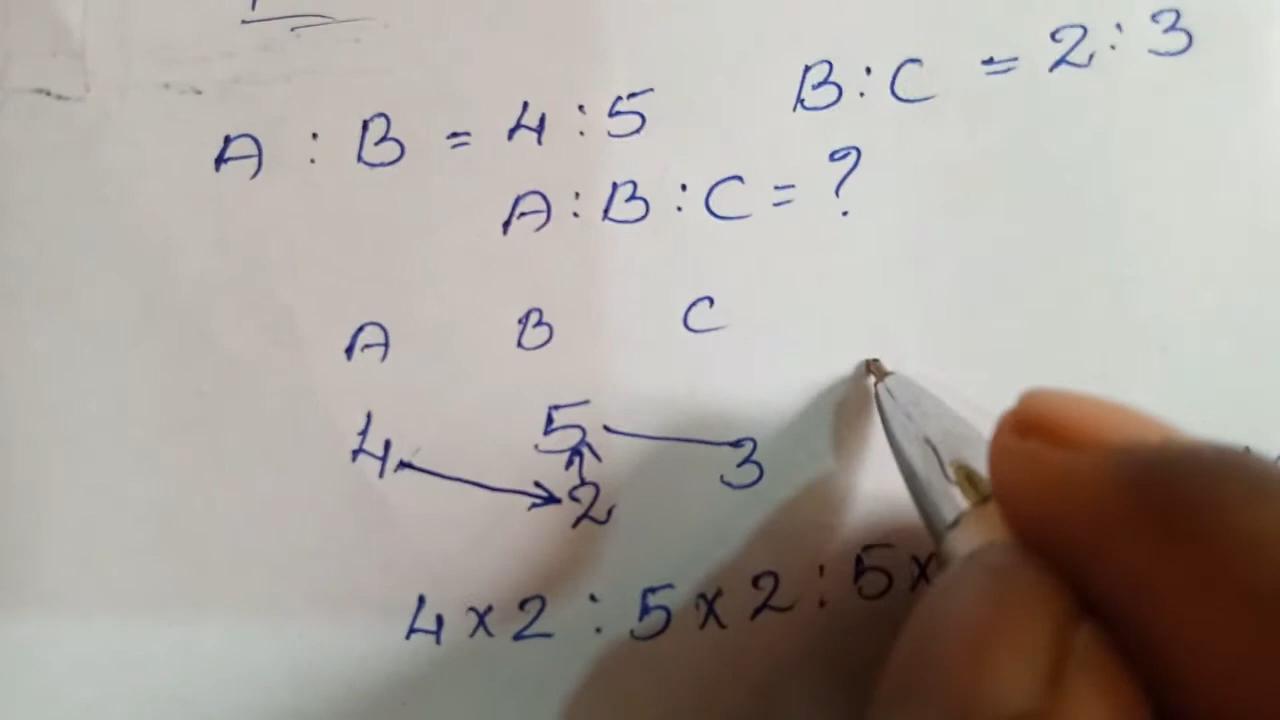 A : B = 4 : 5 B : C = 2 : 3
A : B : C = ?
A B C
4 5 3
2
4 x 2 : 5 x 2 : 5 x